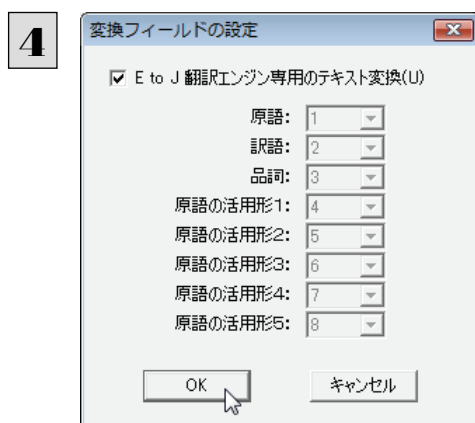 4
変換フィールドの設定
E to J 翻訳エンジン専用のテキスト変換(U)
原語: 1
訳語: 2
品詞: 3
原語の活用形1: 4
原語の活用形2: 5
原語の活用形3: 6
原語の活用形4: 7
原語の活用形5: 8
OK キャンセル